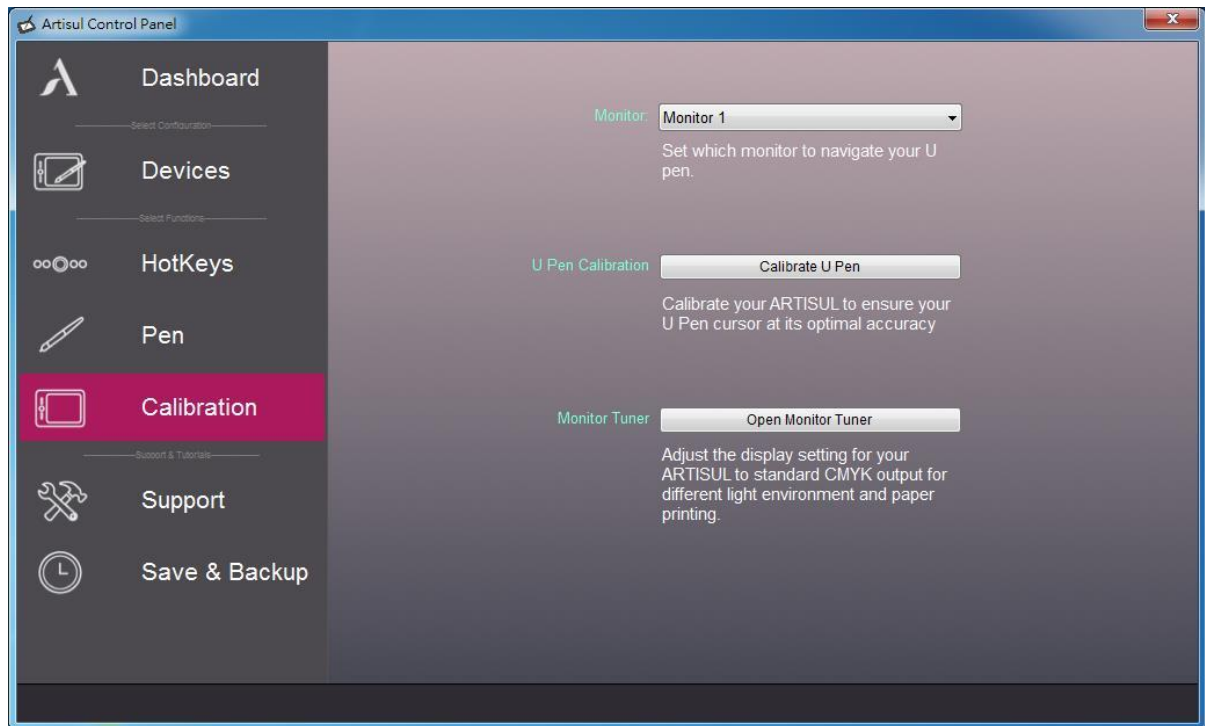 Artisul Control Panel
x
Dashboard
Select Configuration
Devices
Select Functions
HotKeys
Pen
Calibration
Support & Tutorials
Support
Save & Backup
Monitor:
Monitor 1
Set which monitor to navigate your U
pen.
U Pen Calibration
Calibrate U Pen
Calibrate your ARTISUL to ensure your
U Pen cursor at its optimal accuracy
Monitor Tuner
Open Monitor Tuner
Adjust the display setting for your
ARTISUL to standard CMYK output for
different light environment and paper
printing.